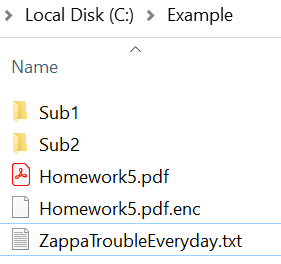 Local Disk (C:) Example
Name
Sub1
Sub2
Homework5.pdf
Homework5.pdf.enc
ZappaTroubleEveryday.txt